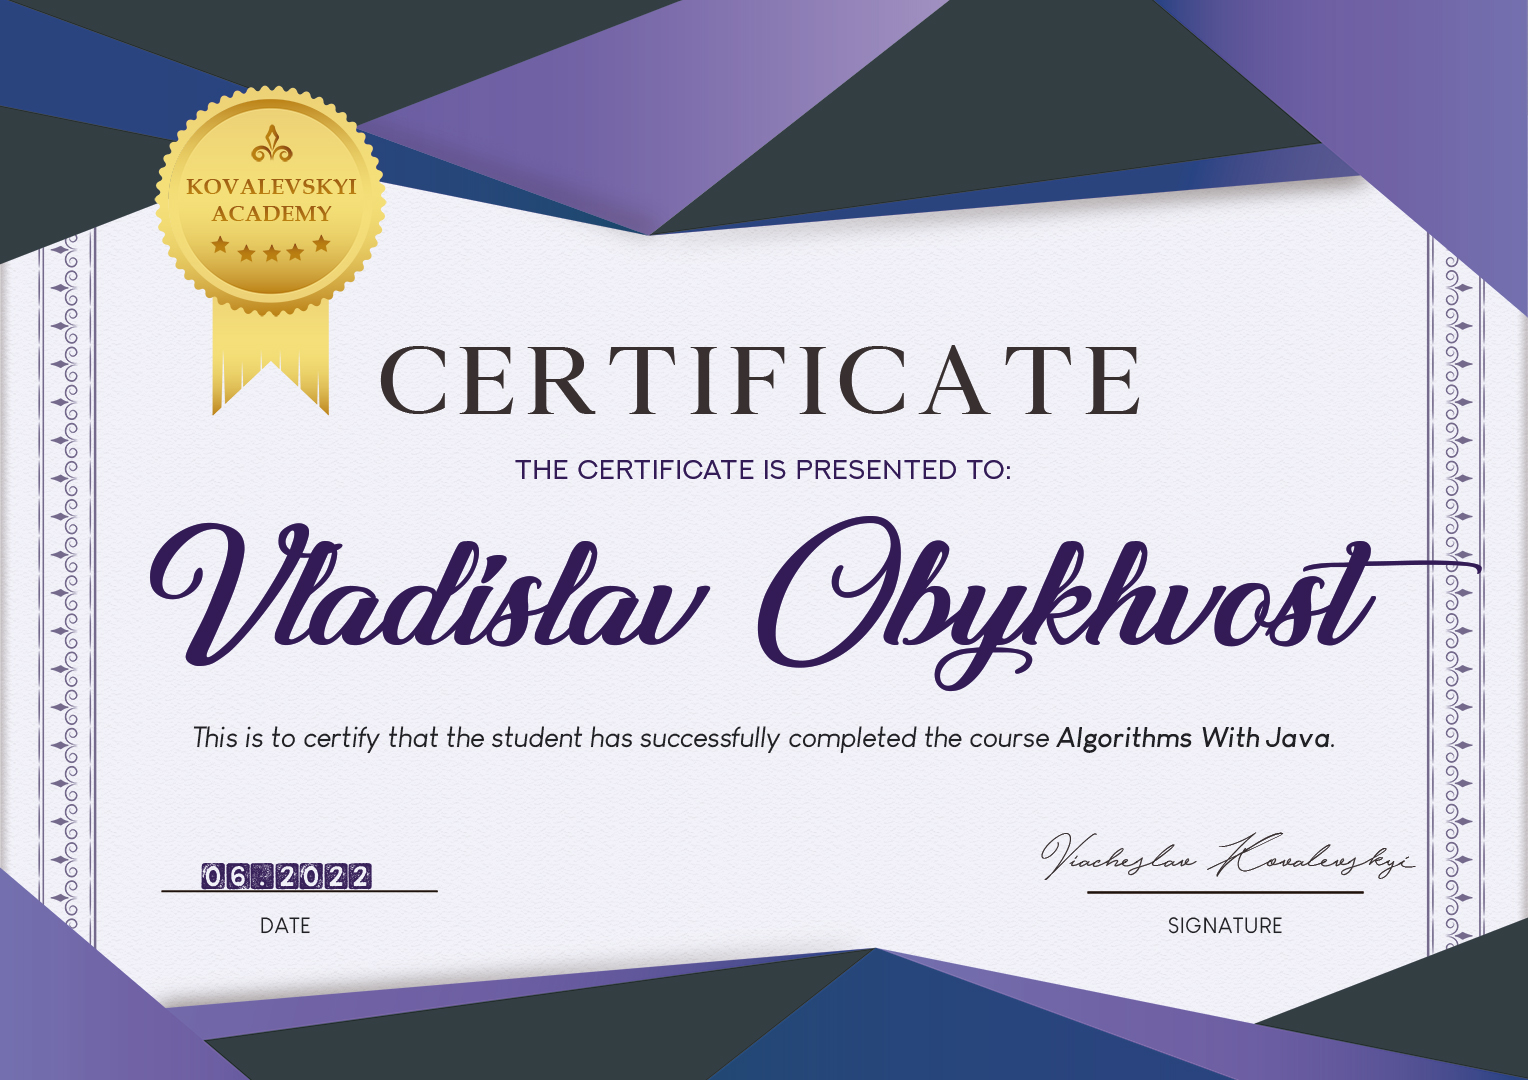 KOVALEVSKYI
ACADEMY
CERTIFICATE
THE CERTIFICATE IS PRESENTED TO:
Vladislav Obykhvost
This is to certify that the student has successfully completed the course Algorithms With Java.
06.2022
Viacheslav Kovalevskyi
DATE
SIGNATURE